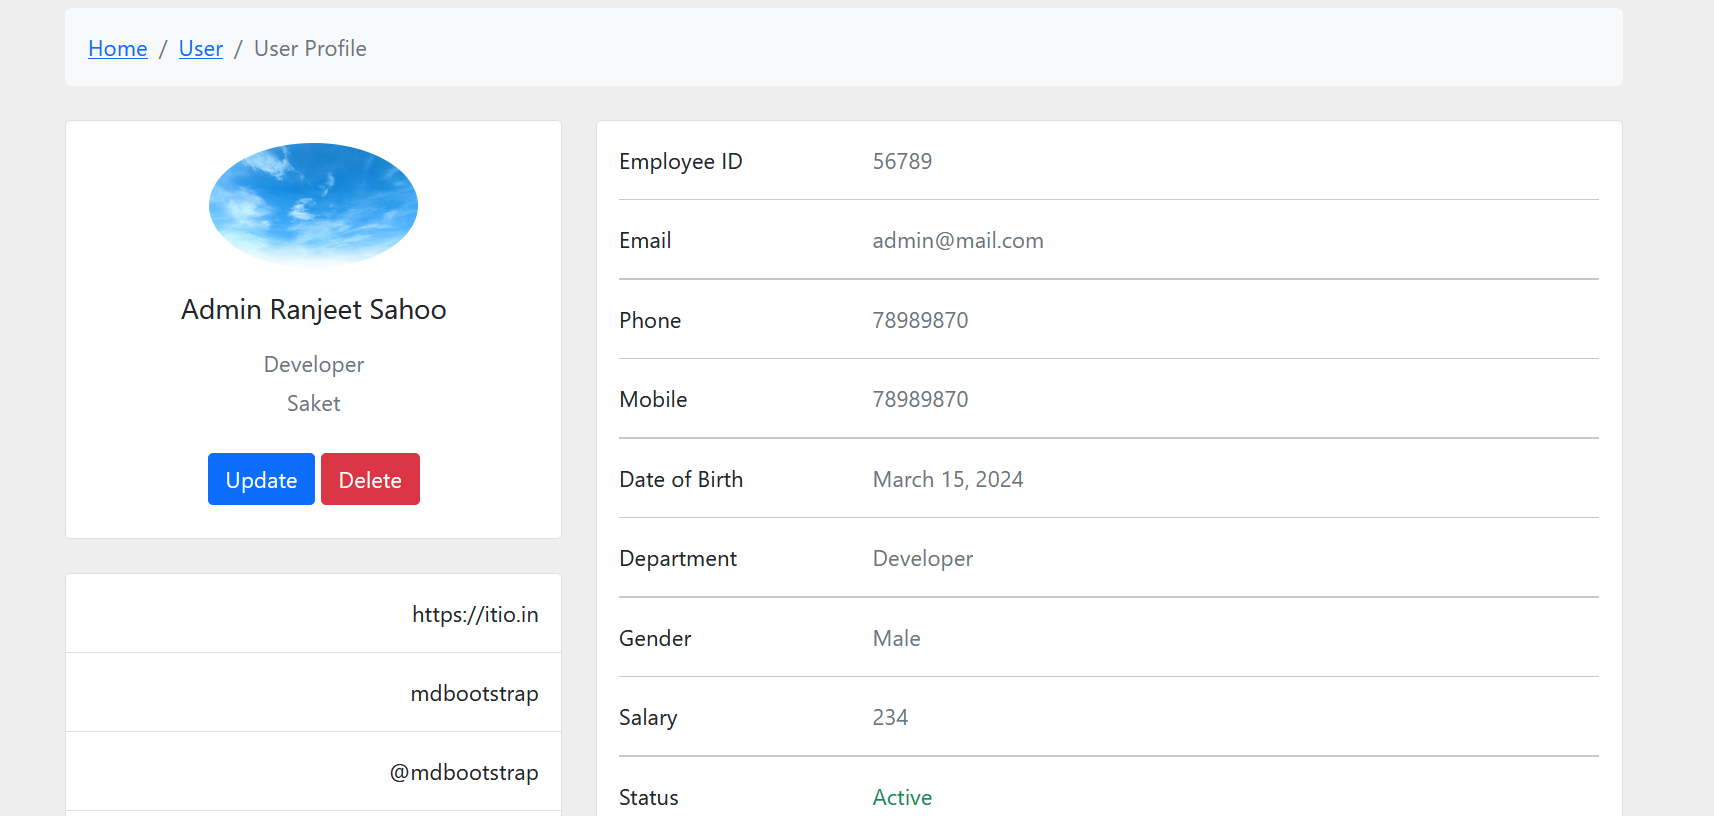 Home / User / User Profile
Admin Ranjeet Sahoo
Developer
Saket
Update Delete
https://itio.in
mdbootstrap
@mdbootstrap
Employee ID 56789
Email admin@mail.com
Phone 78989870
Mobile 78989870
Date of Birth March 15, 2024
Department Developer
Gender Male
Salary 234
Status Active